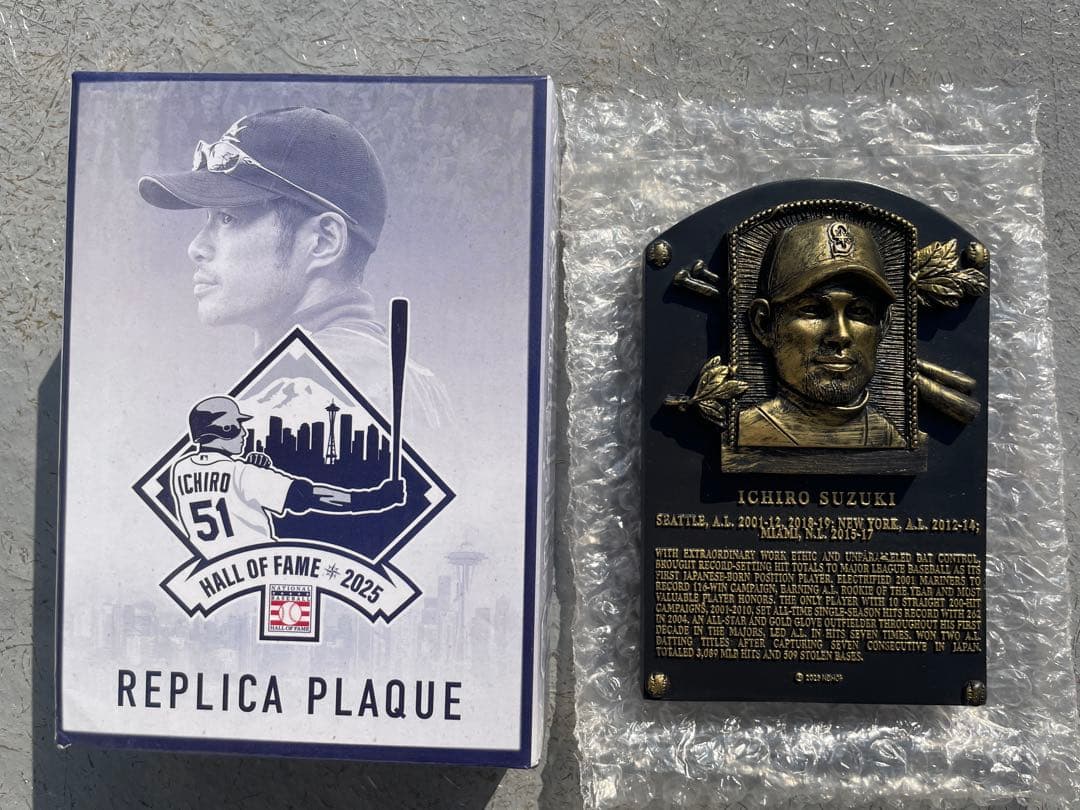 ICHIRO
51
HALL OF FAME 2025
NATIONAL
BASEBALL
HALL OF FAME
REPLICA PLAQUE
S
ICHIRO SUZUKI
SEATTLE, A.L. 2001-12, 2018-19; NEW YORK, A.L. 2012-14;
MIAMI, N.L. 2015-17
WITH EXTRAORDINARY WORK ETHIC AND UNPARALLELED BAT CONTROL,
BROUGHT RECORD-SETTING HIT TOTALS TO MAJOR LEAGUE BASEBALL AS ITS
FIRST JAPANESE-BORN POSITION PLAYER. ELECTRIFIED 2001 MARINERS TO
RECORD 116-WIN CAMPAIGN, EARNING A.L. ROOKIE OF THE YEAR AND MOST
VALUABLE PLAYER HONORS. THE ONLY PLAYER WITH 10 STRAIGHT 200-HIT
CAMPAIGNS, 2001-2010, SET ALL-TIME SINGLE-SEASON HITS RECORD WITH 262
IN 2004. AN ALL-STAR AND GOLD GLOVE OUTFIELDER THROUGHOUT HIS FIRST
DECADE IN THE MAJORS, LED A.L. IN HITS SEVEN TIMES. WON TWO A.L.
BATTING TITLES AFTER CAPTURING SEVEN CONSECUTIVE IN JAPAN.
TOTALED 3,089 MLB HITS AND 509 STOLEN BASES.